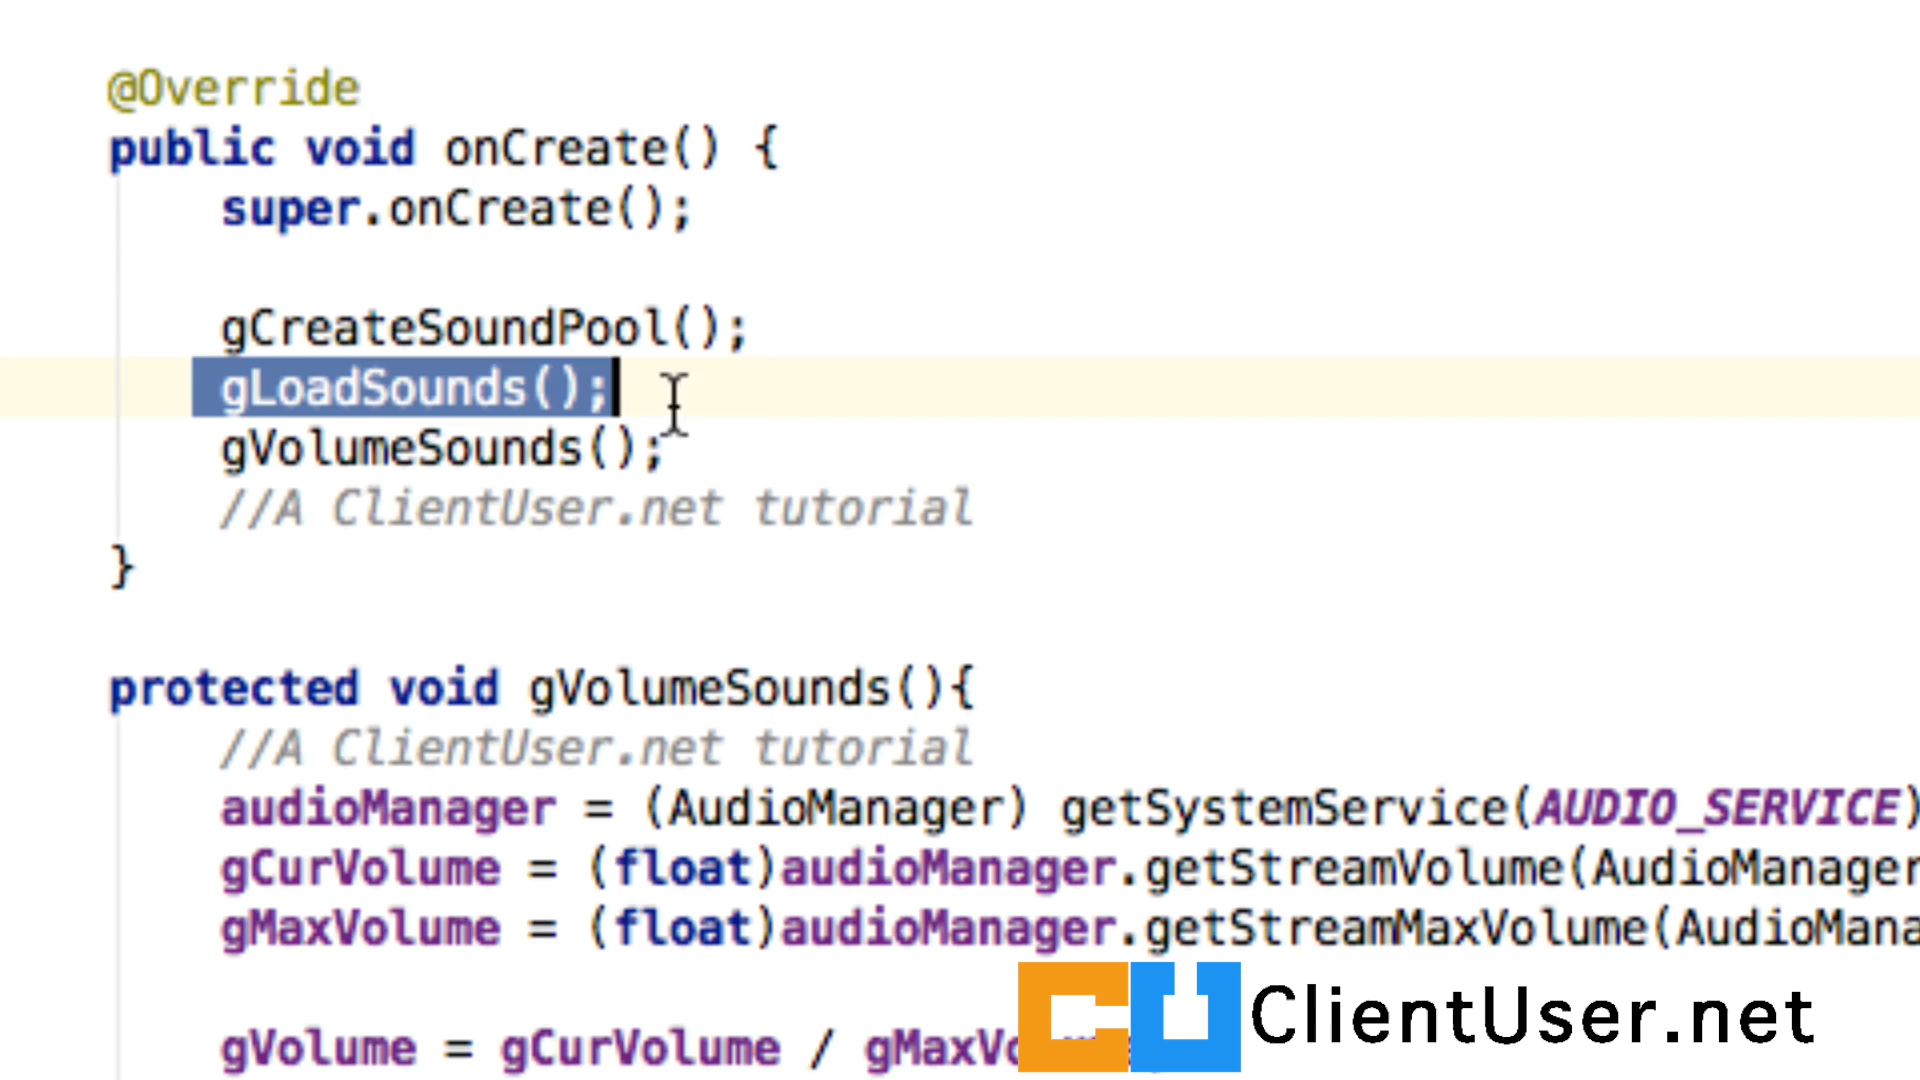 @Override
public void onCreate() {
super.onCreate();
gCreateSoundPool();
gLoadSounds();
gVolumeSounds();
//A ClientUser.net tutorial
}
protected void gVolumeSounds(){
//A ClientUser.net tutorial
audioManager = (AudioManager) getSystemService(AUDIO_SERVICE)
gCurVolume = (float)audioManager.getStreamVolume(AudioManager
gMaxVolume = (float)audioManager.getStreamMaxVolume(AudioMana
gVolume = gCurVolume / gMaxVo
ClientUser.net